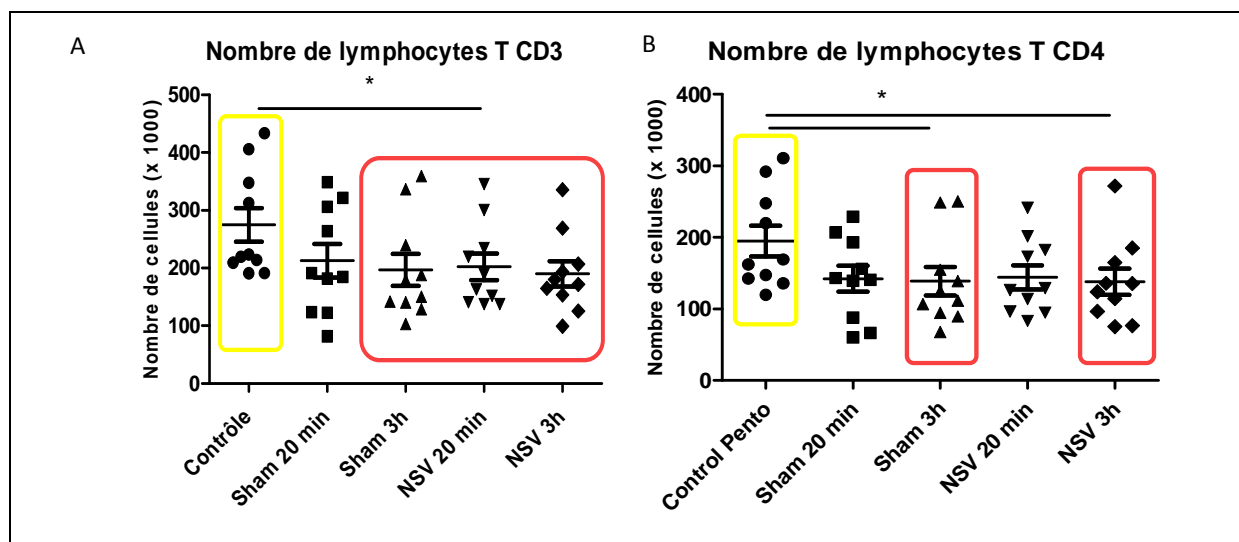 A
Nombre de lymphocytes T CD3
*
Nombre de cellules (x 1000)
500
400
300
200
100
0
Contrôle
Sham 20 min
Sham 3h
NSV 20 min
NSV 3h
B
Nombre de lymphocytes T CD4
*
Nombre de cellules (x 1000)
400
300
200
100
0
Control Pento
Sham 20 min
Sham 3h
NSV 20 min
NSV 3h